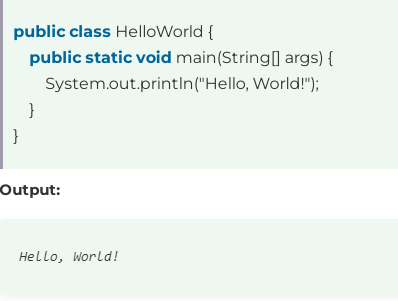 public class HelloWorld {
public static void main(String[] args) {
System.out.println("Hello, World!");
}
}
Output:
Hello, World!